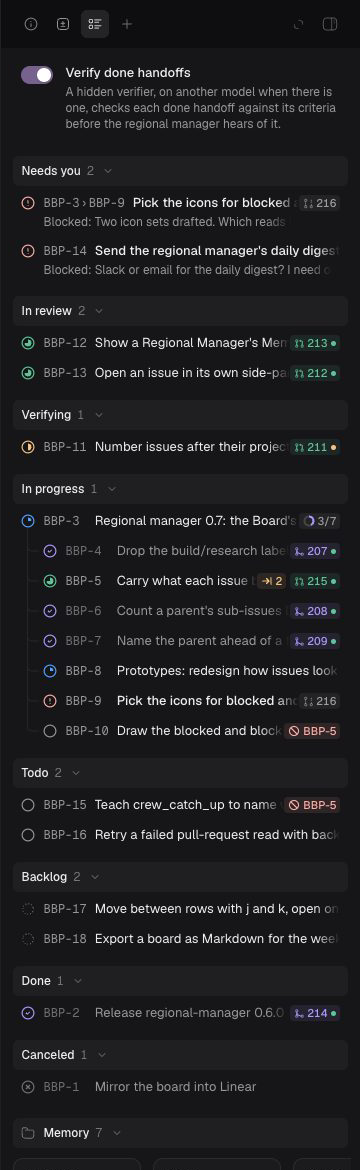 Verify done handoffs
A hidden verifier, on another model when there is
one, checks each done handoff against its criteria
before the regional manager hears of it.
Needs you 2
BBP-3 › BBP-9 Pick the icons for blocked 216
Blocked: Two icon sets drafted. Which reads
BBP-14 Send the regional manager's daily digest
Blocked: Slack or email for the daily digest? I need
In review 2
BBP-12 Show a Regional Manager's 213
BBP-13 Open an issue in its own 212
Verifying 1
BBP-11 Number issues after their 211
In progress 1
BBP-3 Regional manager 0.7: the Board's 3/7
BBP-4 Drop the build/research 207
BBP-5 Carry what each issue 2 215
BBP-6 Count a parent's sub-issues 208
BBP-7 Name the parent ahead of a 209
BBP-8 Prototypes: redesign how issues look
BBP-9 Pick the icons for blocked 216
BBP-10 Draw the blocked and BBP-5
Todo 2
BBP-15 Teach crew_catch_up to name BBP-5
BBP-16 Retry a failed pull-request read with
Backlog 2
BBP-17 Move between rows with j and k, open
BBP-18 Export a board as Markdown for the
Done 1
BBP-2 Release regional-manager 0.6.0 214
Canceled 1
BBP-1 Mirror the board into Linear
Memory 7